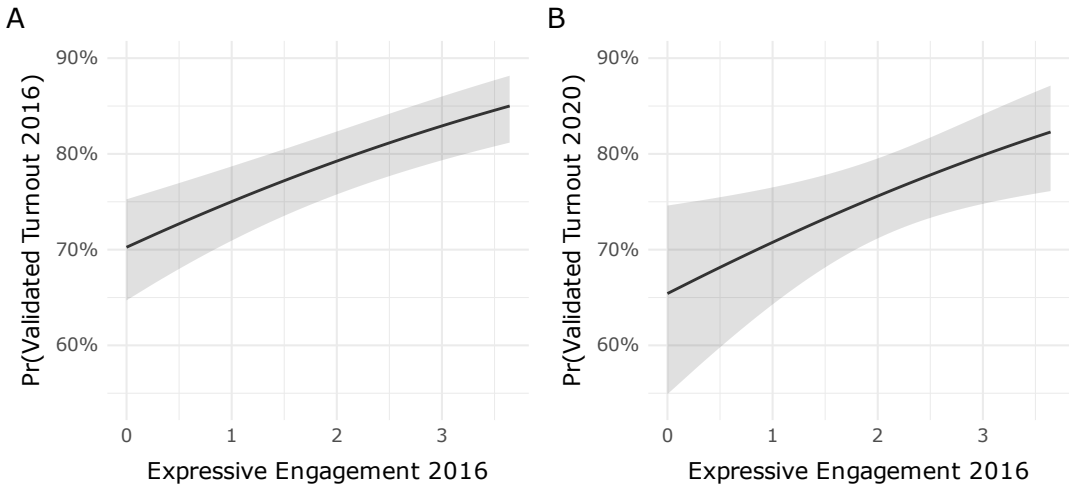 A
Pr(Validated Turnout 2016)
90%
80%
70%
60%
0 1 2 3
Expressive Engagement 2016
B
Pr(Validated Turnout 2020)
90%
80%
70%
60%
0 1 2 3
Expressive Engagement 2016